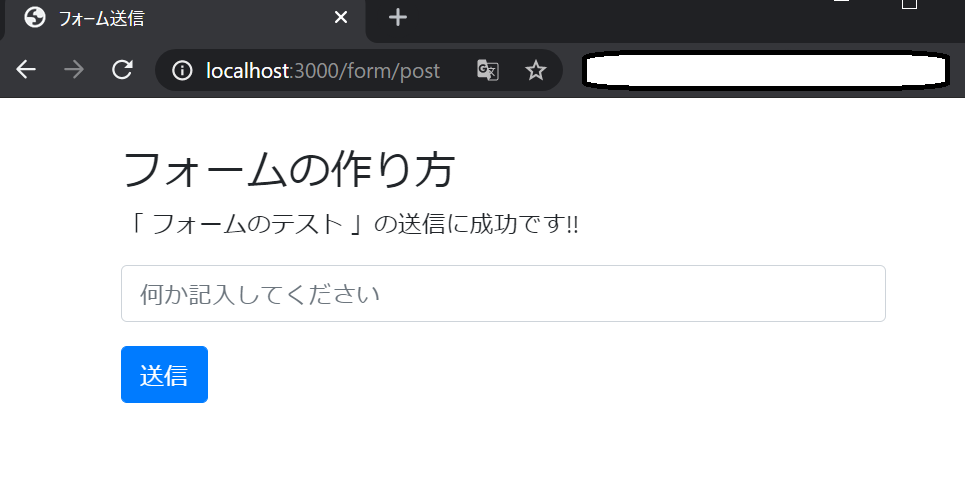 フォーム送信
localhost:3000/form/post
フォームの作り方
「 フォームのテスト 」の送信に成功です!!
何か記入してください
送信